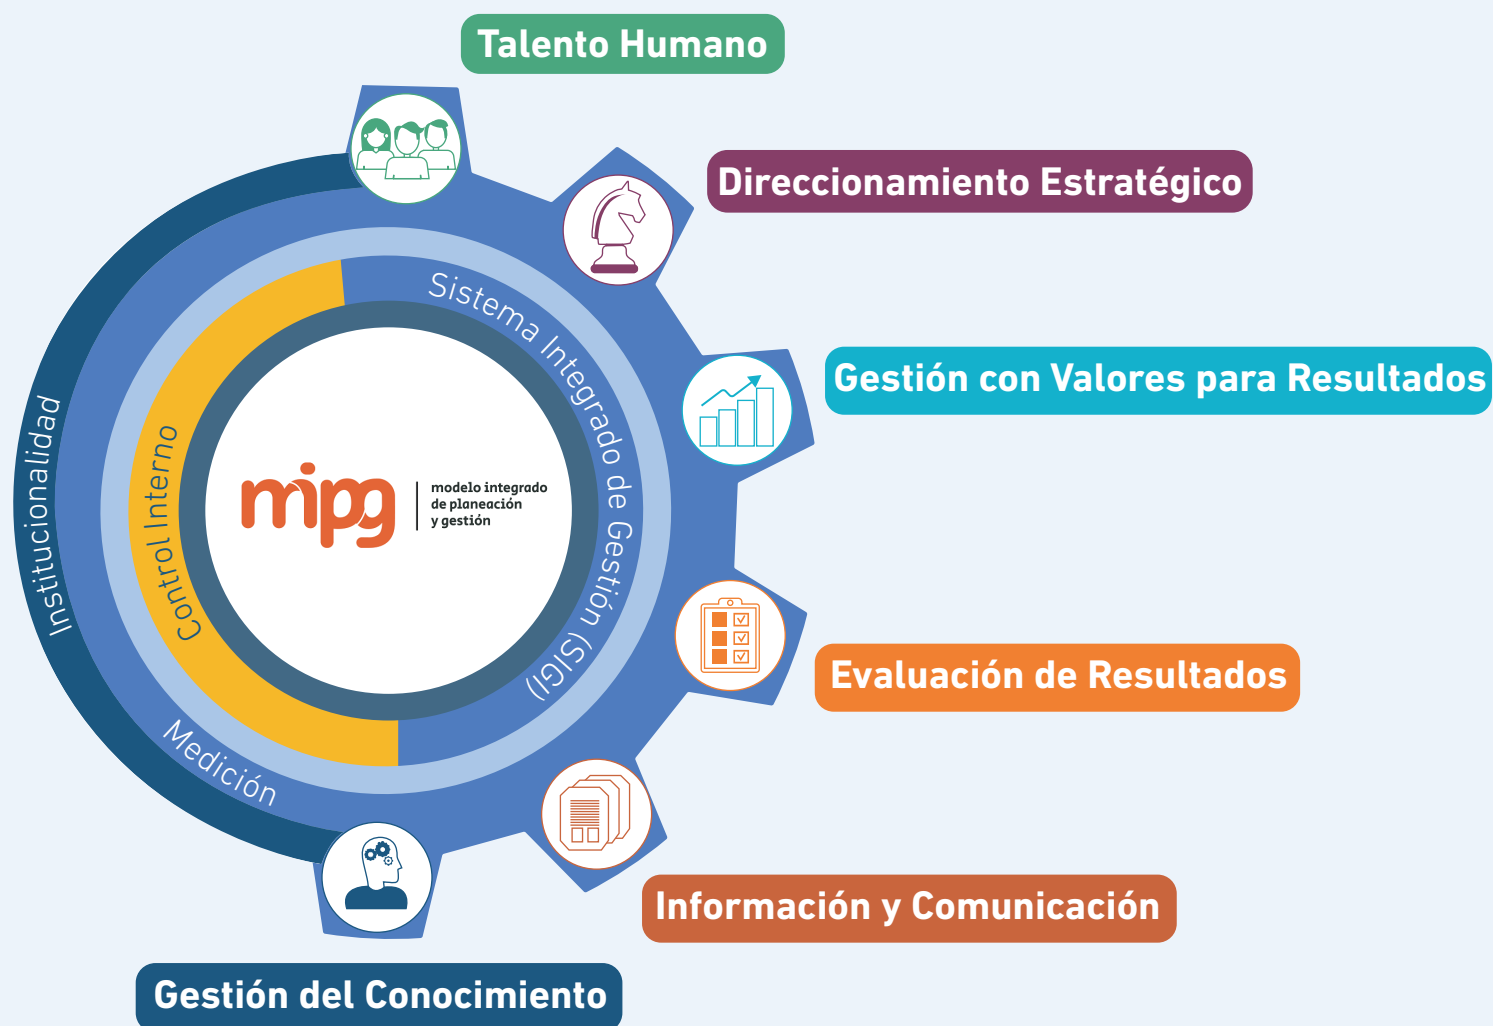 Talento Humano
Direccionamiento Estratégico
Gestión con Valores para Resultados
Evaluación de Resultados
Información y Comunicación
Gestión del Conocimiento
Institucionalidad
Medición
Control Interno
Sistema Integrado de Gestión (SIGI)
mipg
modelo integrado
de planeación
y gestión